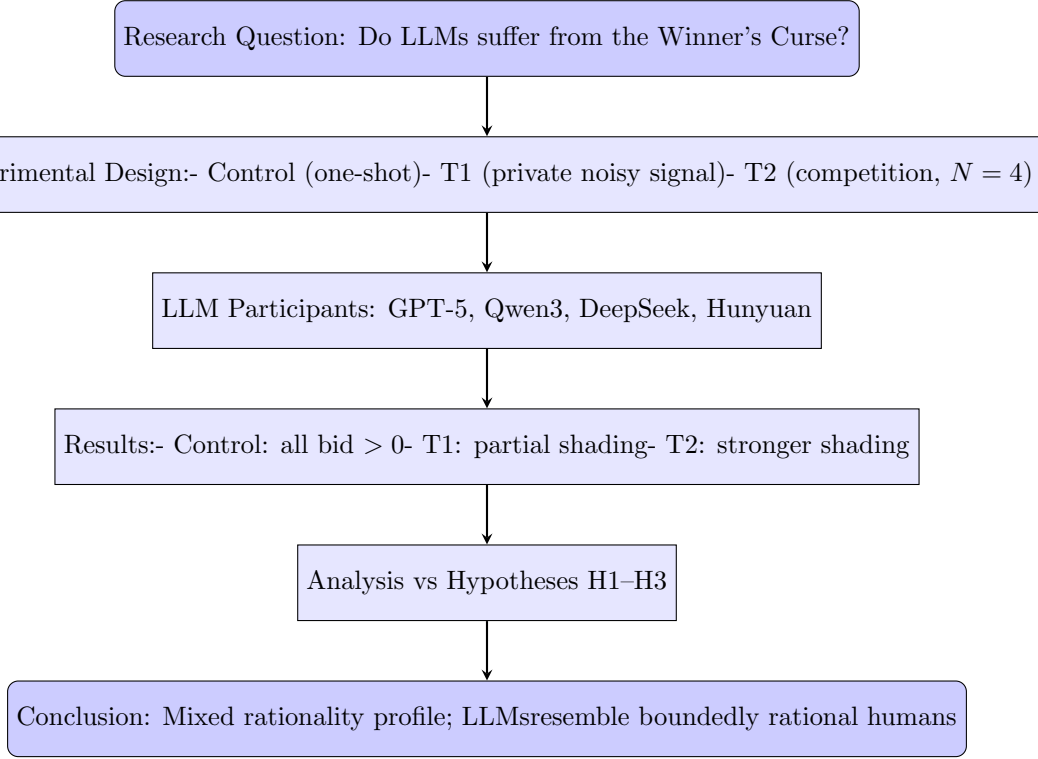 Research Question: Do LLMs suffer from the Winner's Curse?
rimental Design:- Control (one-shot)- T1 (private noisy signal)- T2 (competition, N = 4)
LLM Participants: GPT-5, Qwen3, DeepSeek, Hunyuan
Results:- Control: all bid > 0- T1: partial shading- T2: stronger shading
Analysis vs Hypotheses H1–H3
Conclusion: Mixed rationality profile; LLMsresemble boundedly rational humans